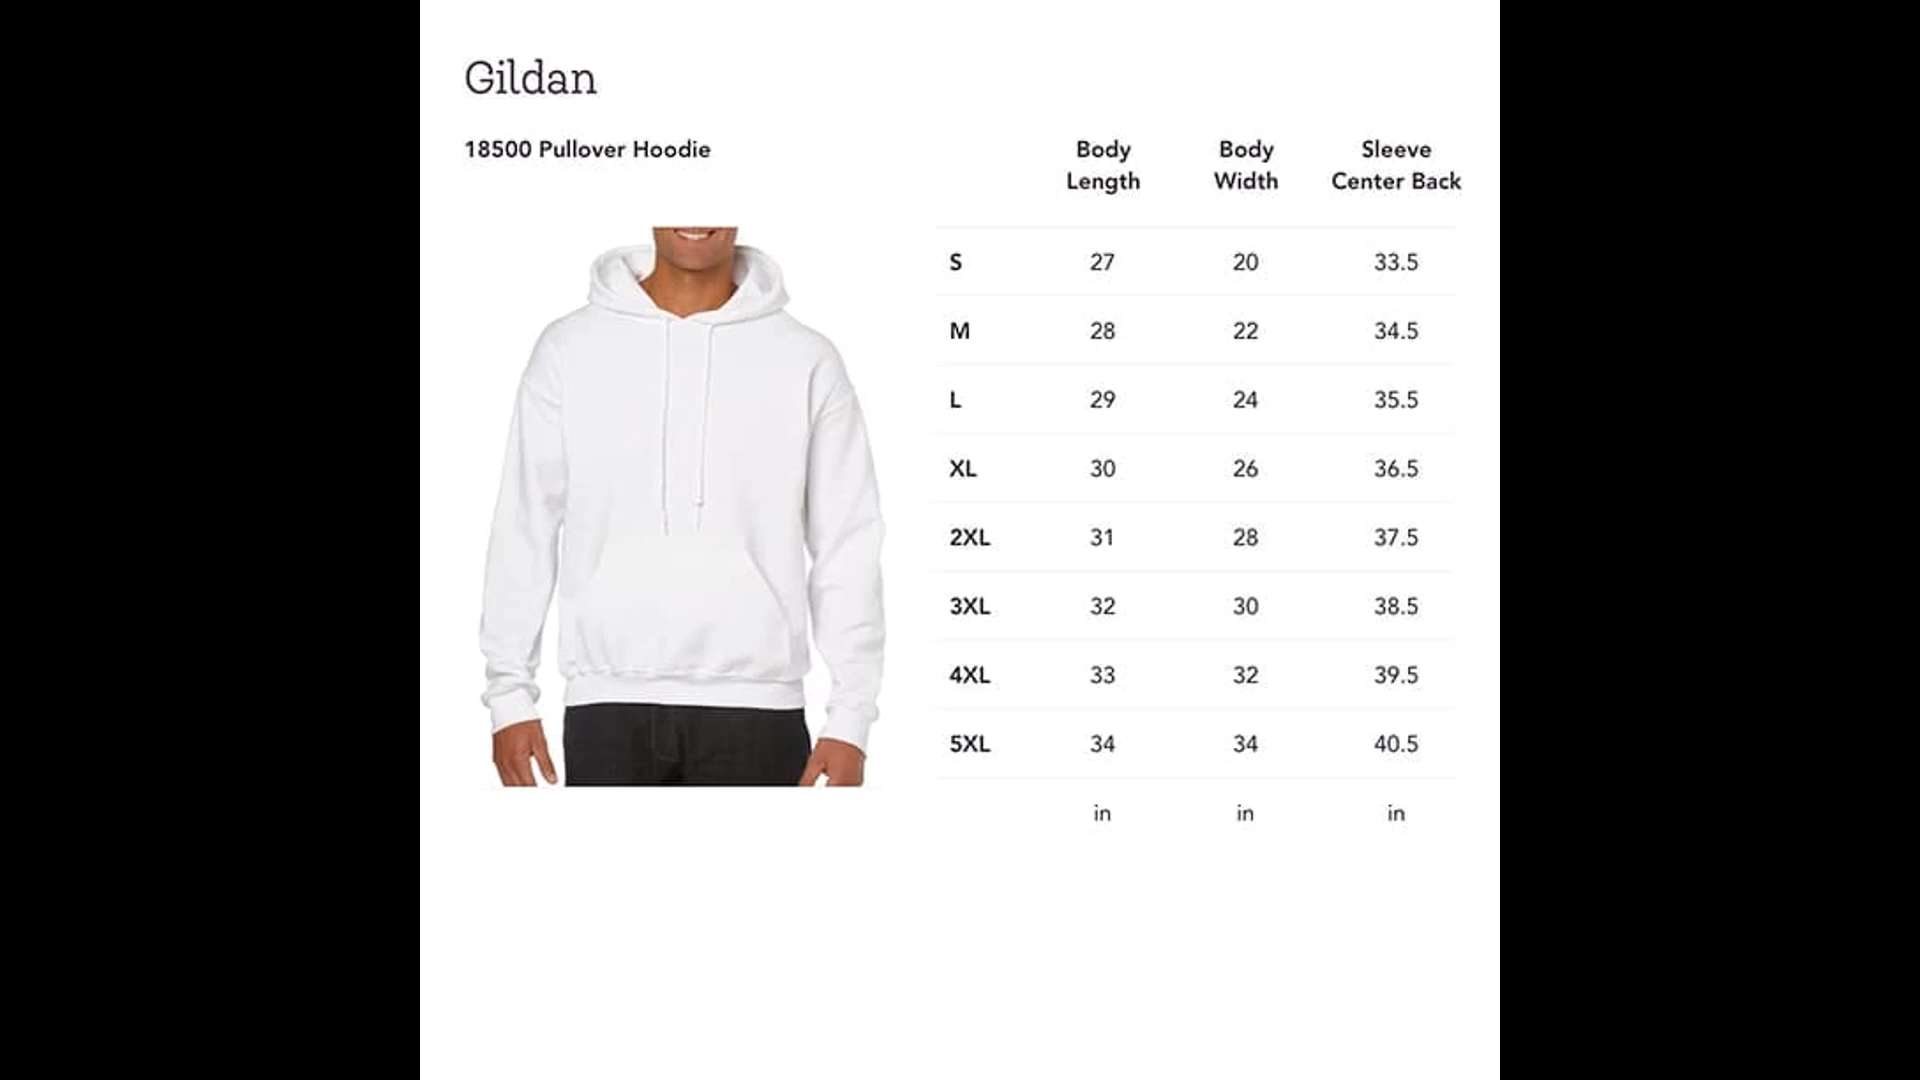 Gildan
18500 Pullover Hoodie
Body Length Body Width Sleeve Center Back
S 27 20 33.5
M 28 22 34.5
L 29 24 35.5
XL 30 26 36.5
2XL 31 28 37.5
3XL 32 30 38.5
4XL 33 32 39.5
5XL 34 34 40.5
in in in